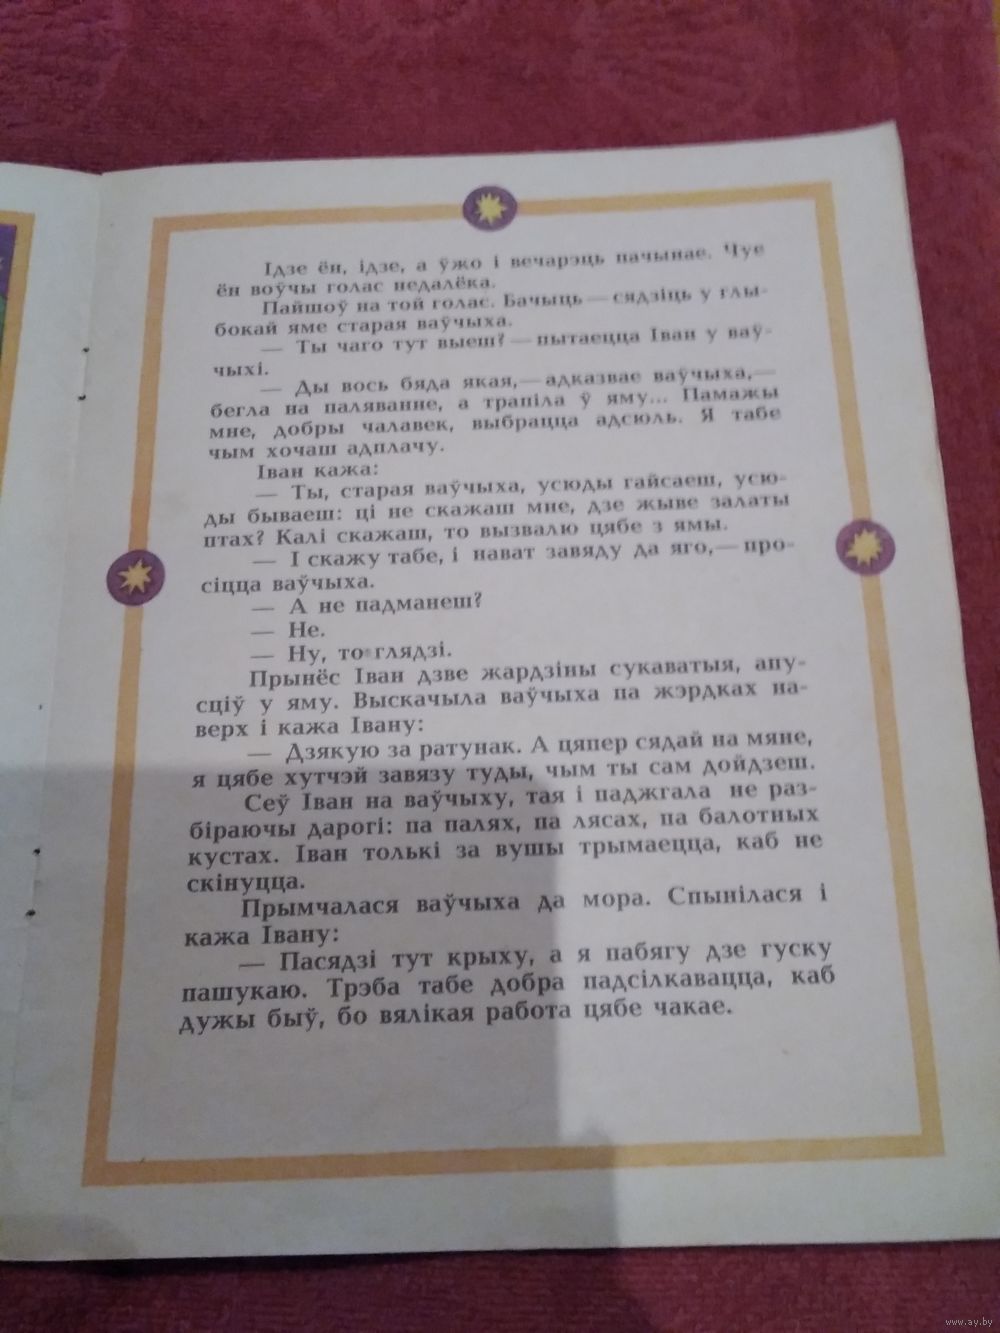 Ідзе ён, ідзе, а ўжо і вечарэць пачынае. Чуе
ён воўчы голас недалёка.
Пайшоў на той голас. Бачыць — сядзіць у глы-
бокай яме старая ваўчыха.
— Ты чаго тут выеш? — пытаецца Іван у ваў-
чыхі.
— Ды вось бяда якая, — адказвае ваўчыха, —
бегла на паляванне, а трапіла ў яму... Памажы
мне, добры чалавек, выбрацца адсюль. Я табе
чым хочаш адплачу.
Іван кажа:
— Ты, старая ваўчыха, усюды гайсаеш, усю-
ды бываеш: ці не скажаш мне, дзе жыве залаты
птах? Калі скажаш, то вызвалю цябе з ямы.
— І скажу табе, і нават завяду да яго, — про-
сіцца ваўчыха.
— А не падманеш?
— Не.
— Ну, то глядзі.
Прынёс Іван дзве жардзіны сукаватыя, апу-
сціў у яму. Выскачыла ваўчыха па жэрдках на-
верх і кажа Івану:
— Дзякую за ратунак. А цяпер сядай на мяне,
я цябе хутчэй завязу туды, чым ты сам дойдзеш.
Сеў Іван на ваўчыху, тая і паджгала не раз-
біраючы дарогі: па палях, па лясах, па балотных
кустах. Іван толькі за вушы трымаецца, каб не
скінуцца.
Прымчалася ваўчыха да мора. Спынілася і
кажа Івану:
— Пасядзі тут крыху, а я пабягу дзе гуску
пашукаю. Трэба табе добра падсілкавацца, каб
дужы быў, бо вялікая работа цябе чакае.
www.ay.by